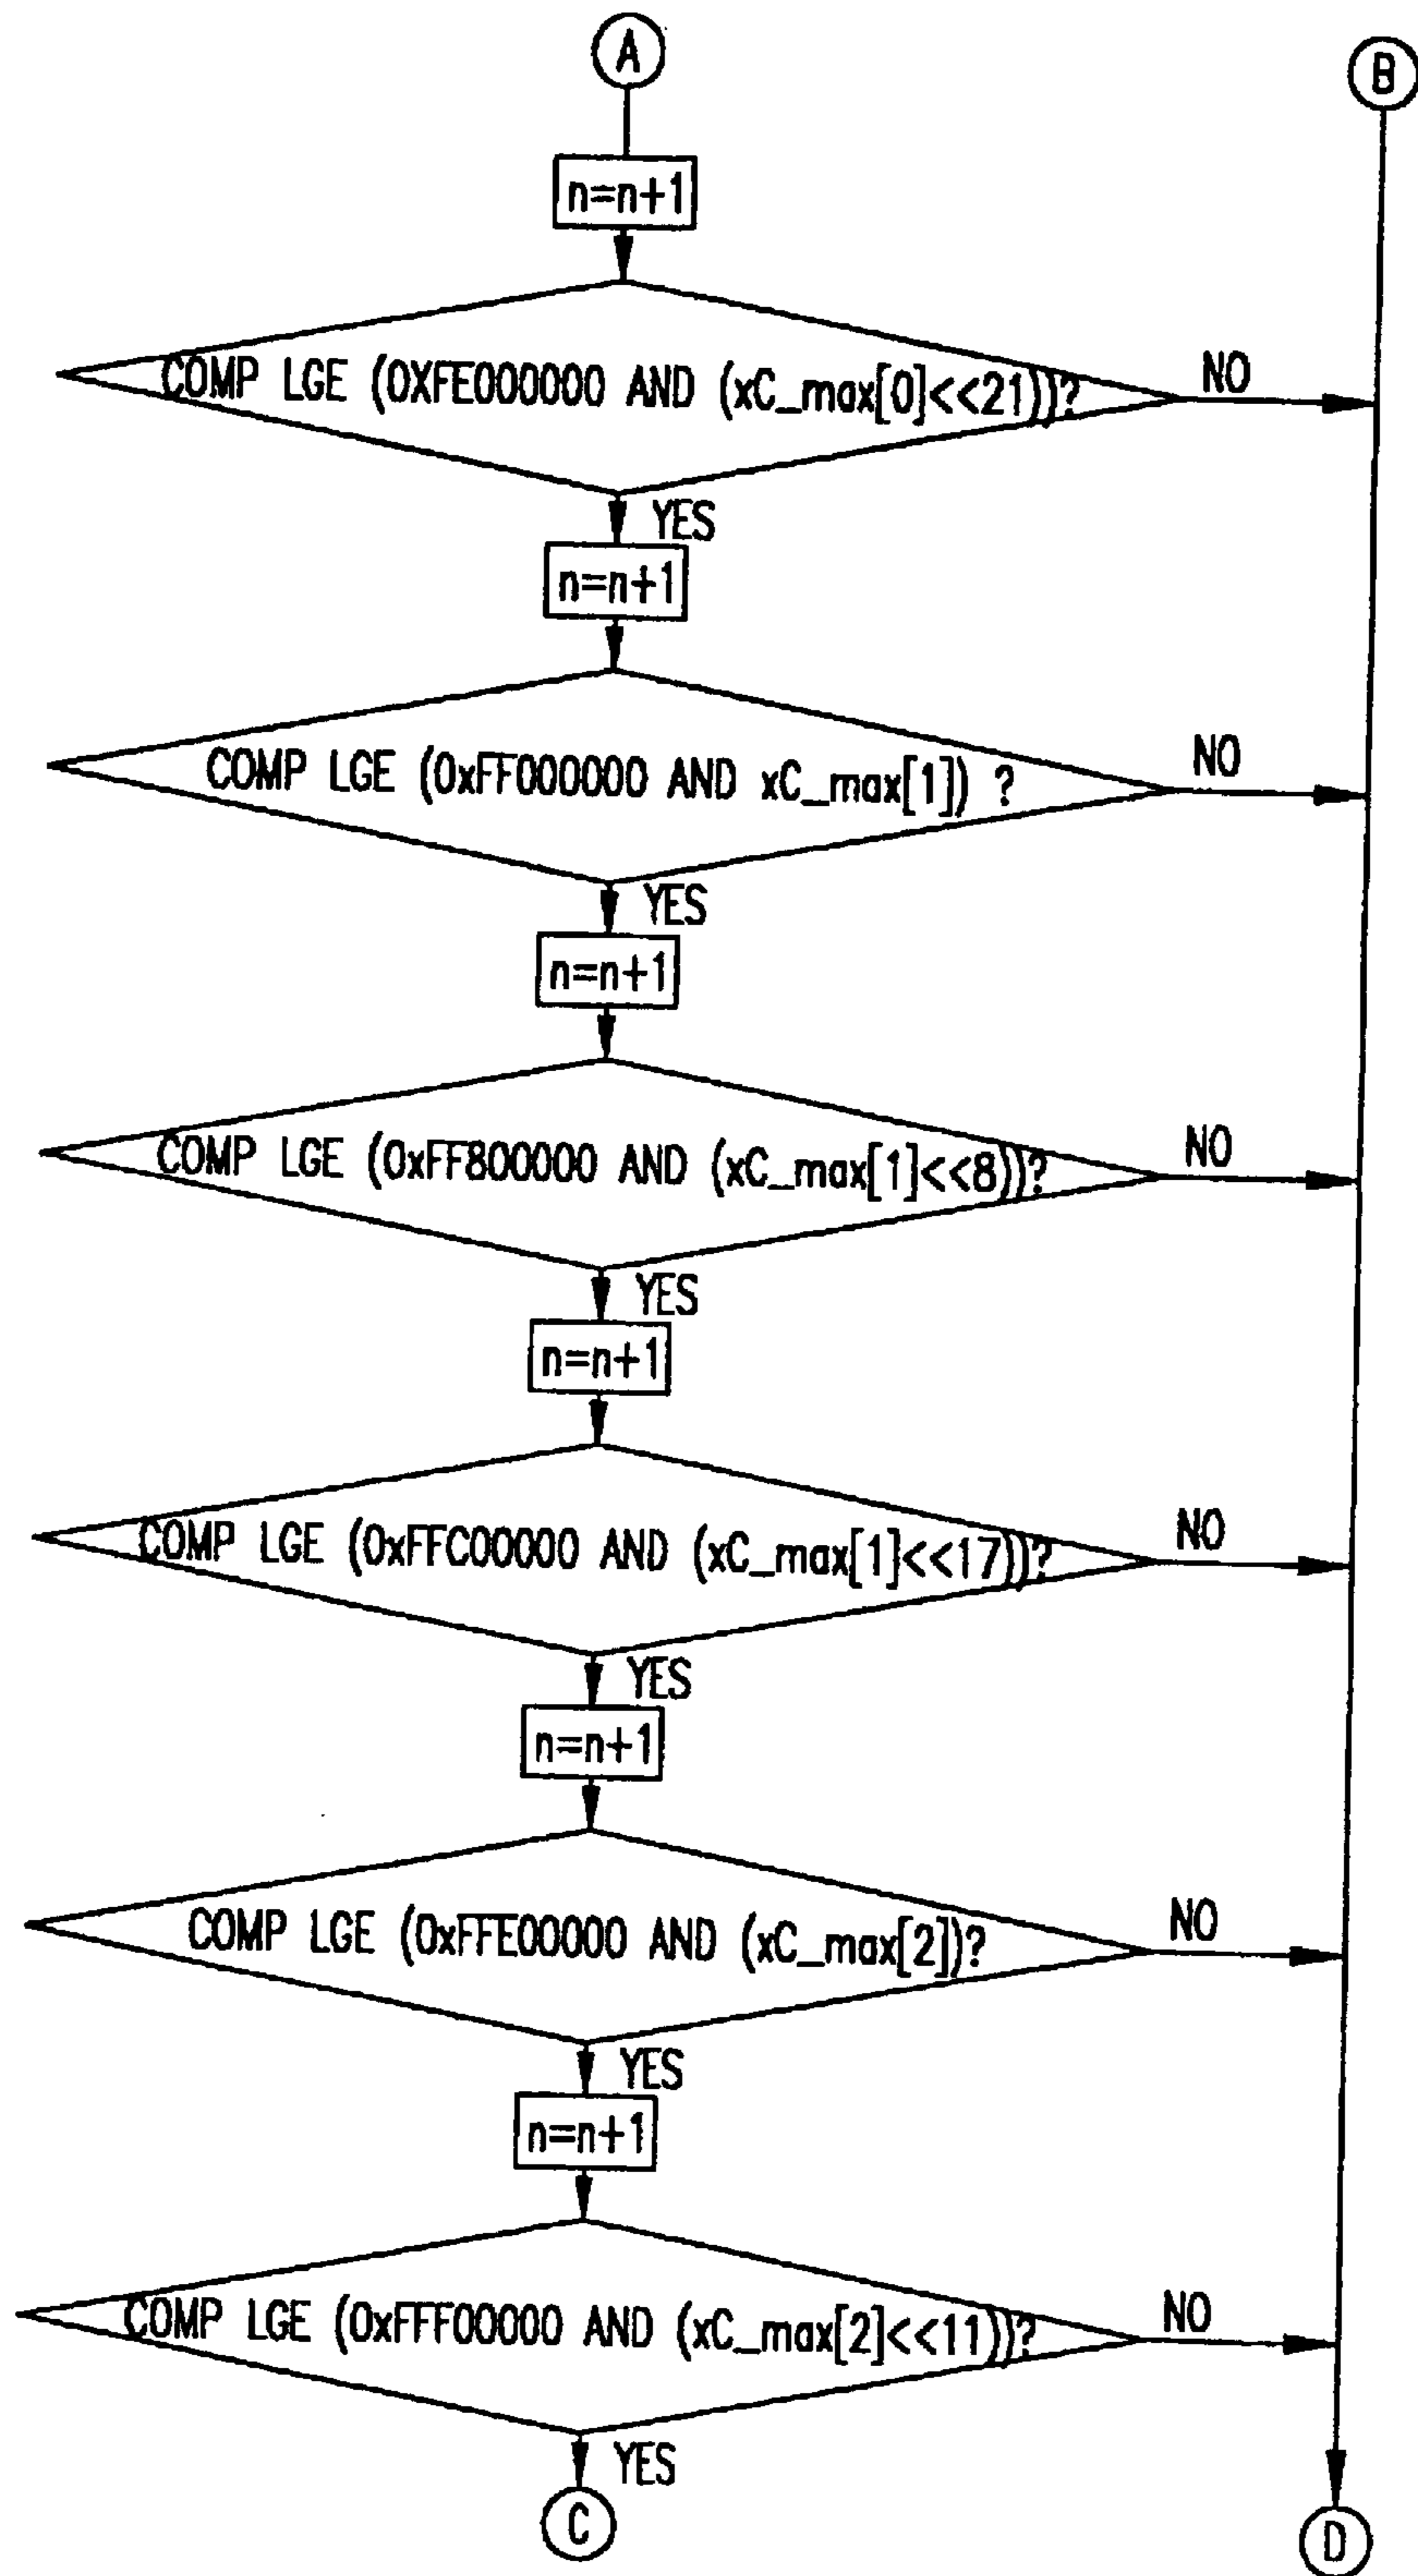 A
B
n=n+1
COMP LGE (0XFE000000 AND (xC_max[0]<<21))?
NO
YES
n=n+1
COMP LGE (0xFF000000 AND xC_max[1]) ?
NO
YES
n=n+1
COMP LGE (0xFF800000 AND (xC_max[1]<<8))?
NO
YES
n=n+1
COMP LGE (0xFFC00000 AND (xC_max[1]<<17))?
NO
YES
n=n+1
COMP LGE (0xFFE00000 AND (xC_max[2])?
NO
YES
n=n+1
COMP LGE (0xFFF00000 AND (xC_max[2]<<11))?
NO
YES
C
D